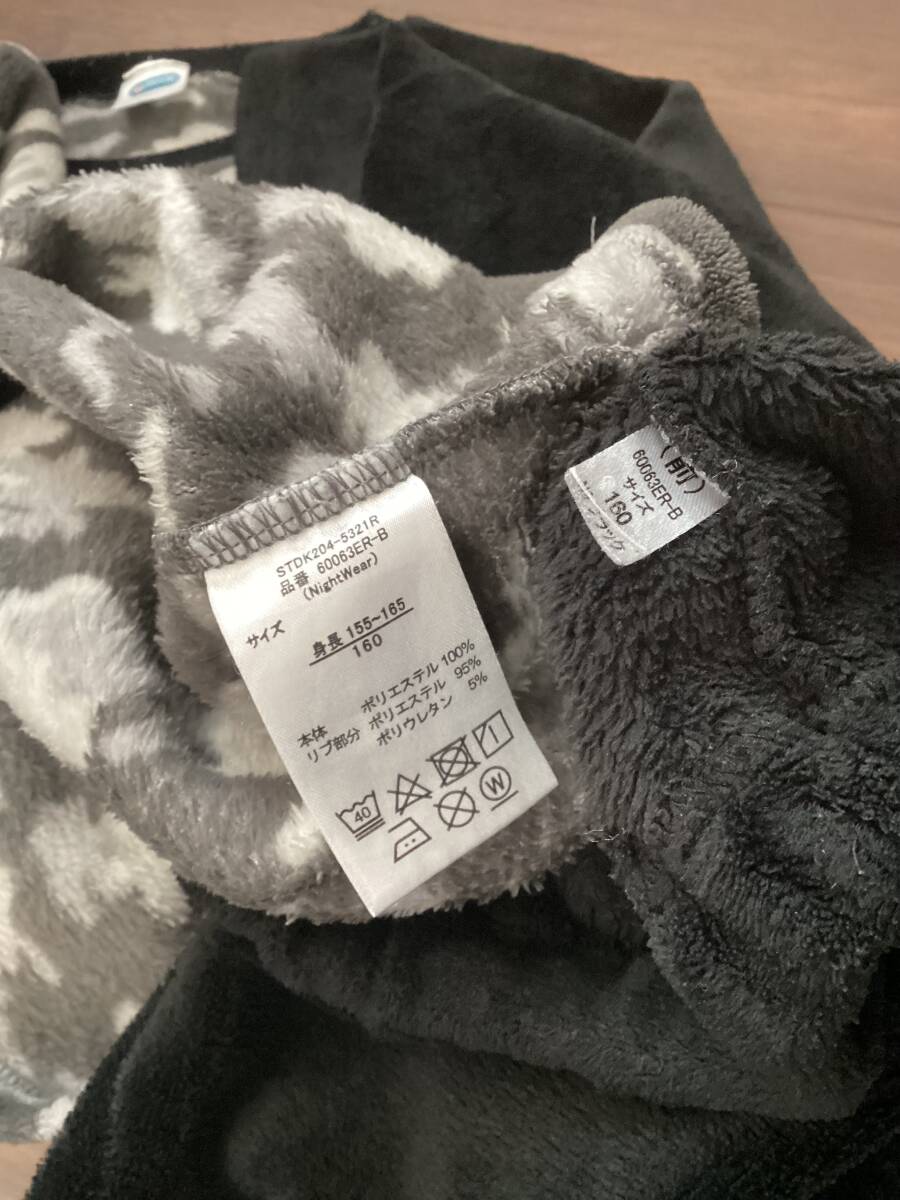 STDK204-5321R
品番 60063ER-B
(NightWear)
サイズ
身長 155~165
160
本体 ポリエステル 100%
リブ部分 ポリエステル 95%
ポリウレタン 5%
40
W
(前)
60063ER-B
サイズ
160